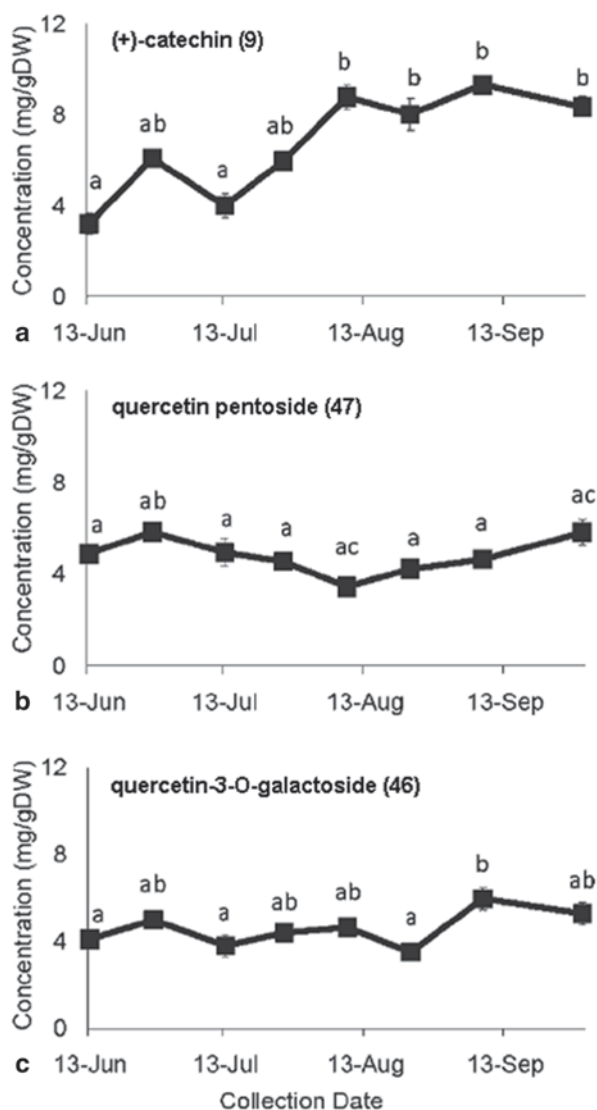 12
(+)-catechin (9)
b
b
b
b
8
ab
ab
a
a
4
0
Concentration (mg/gDW)
a
13-Jun 13-Jul 13-Aug 13-Sep
12
quercetin pentoside (47)
8
ab
a
a
a
ac
a
a
ac
4
0
Concentration (mg/gDW)
b
13-Jun 13-Jul 13-Aug 13-Sep
12
quercetin-3-O-galactoside (46)
8
a
ab
a
ab
ab
a
b
ab
4
0
Concentration (mg/gDW)
c
13-Jun 13-Jul 13-Aug 13-Sep
Collection Date